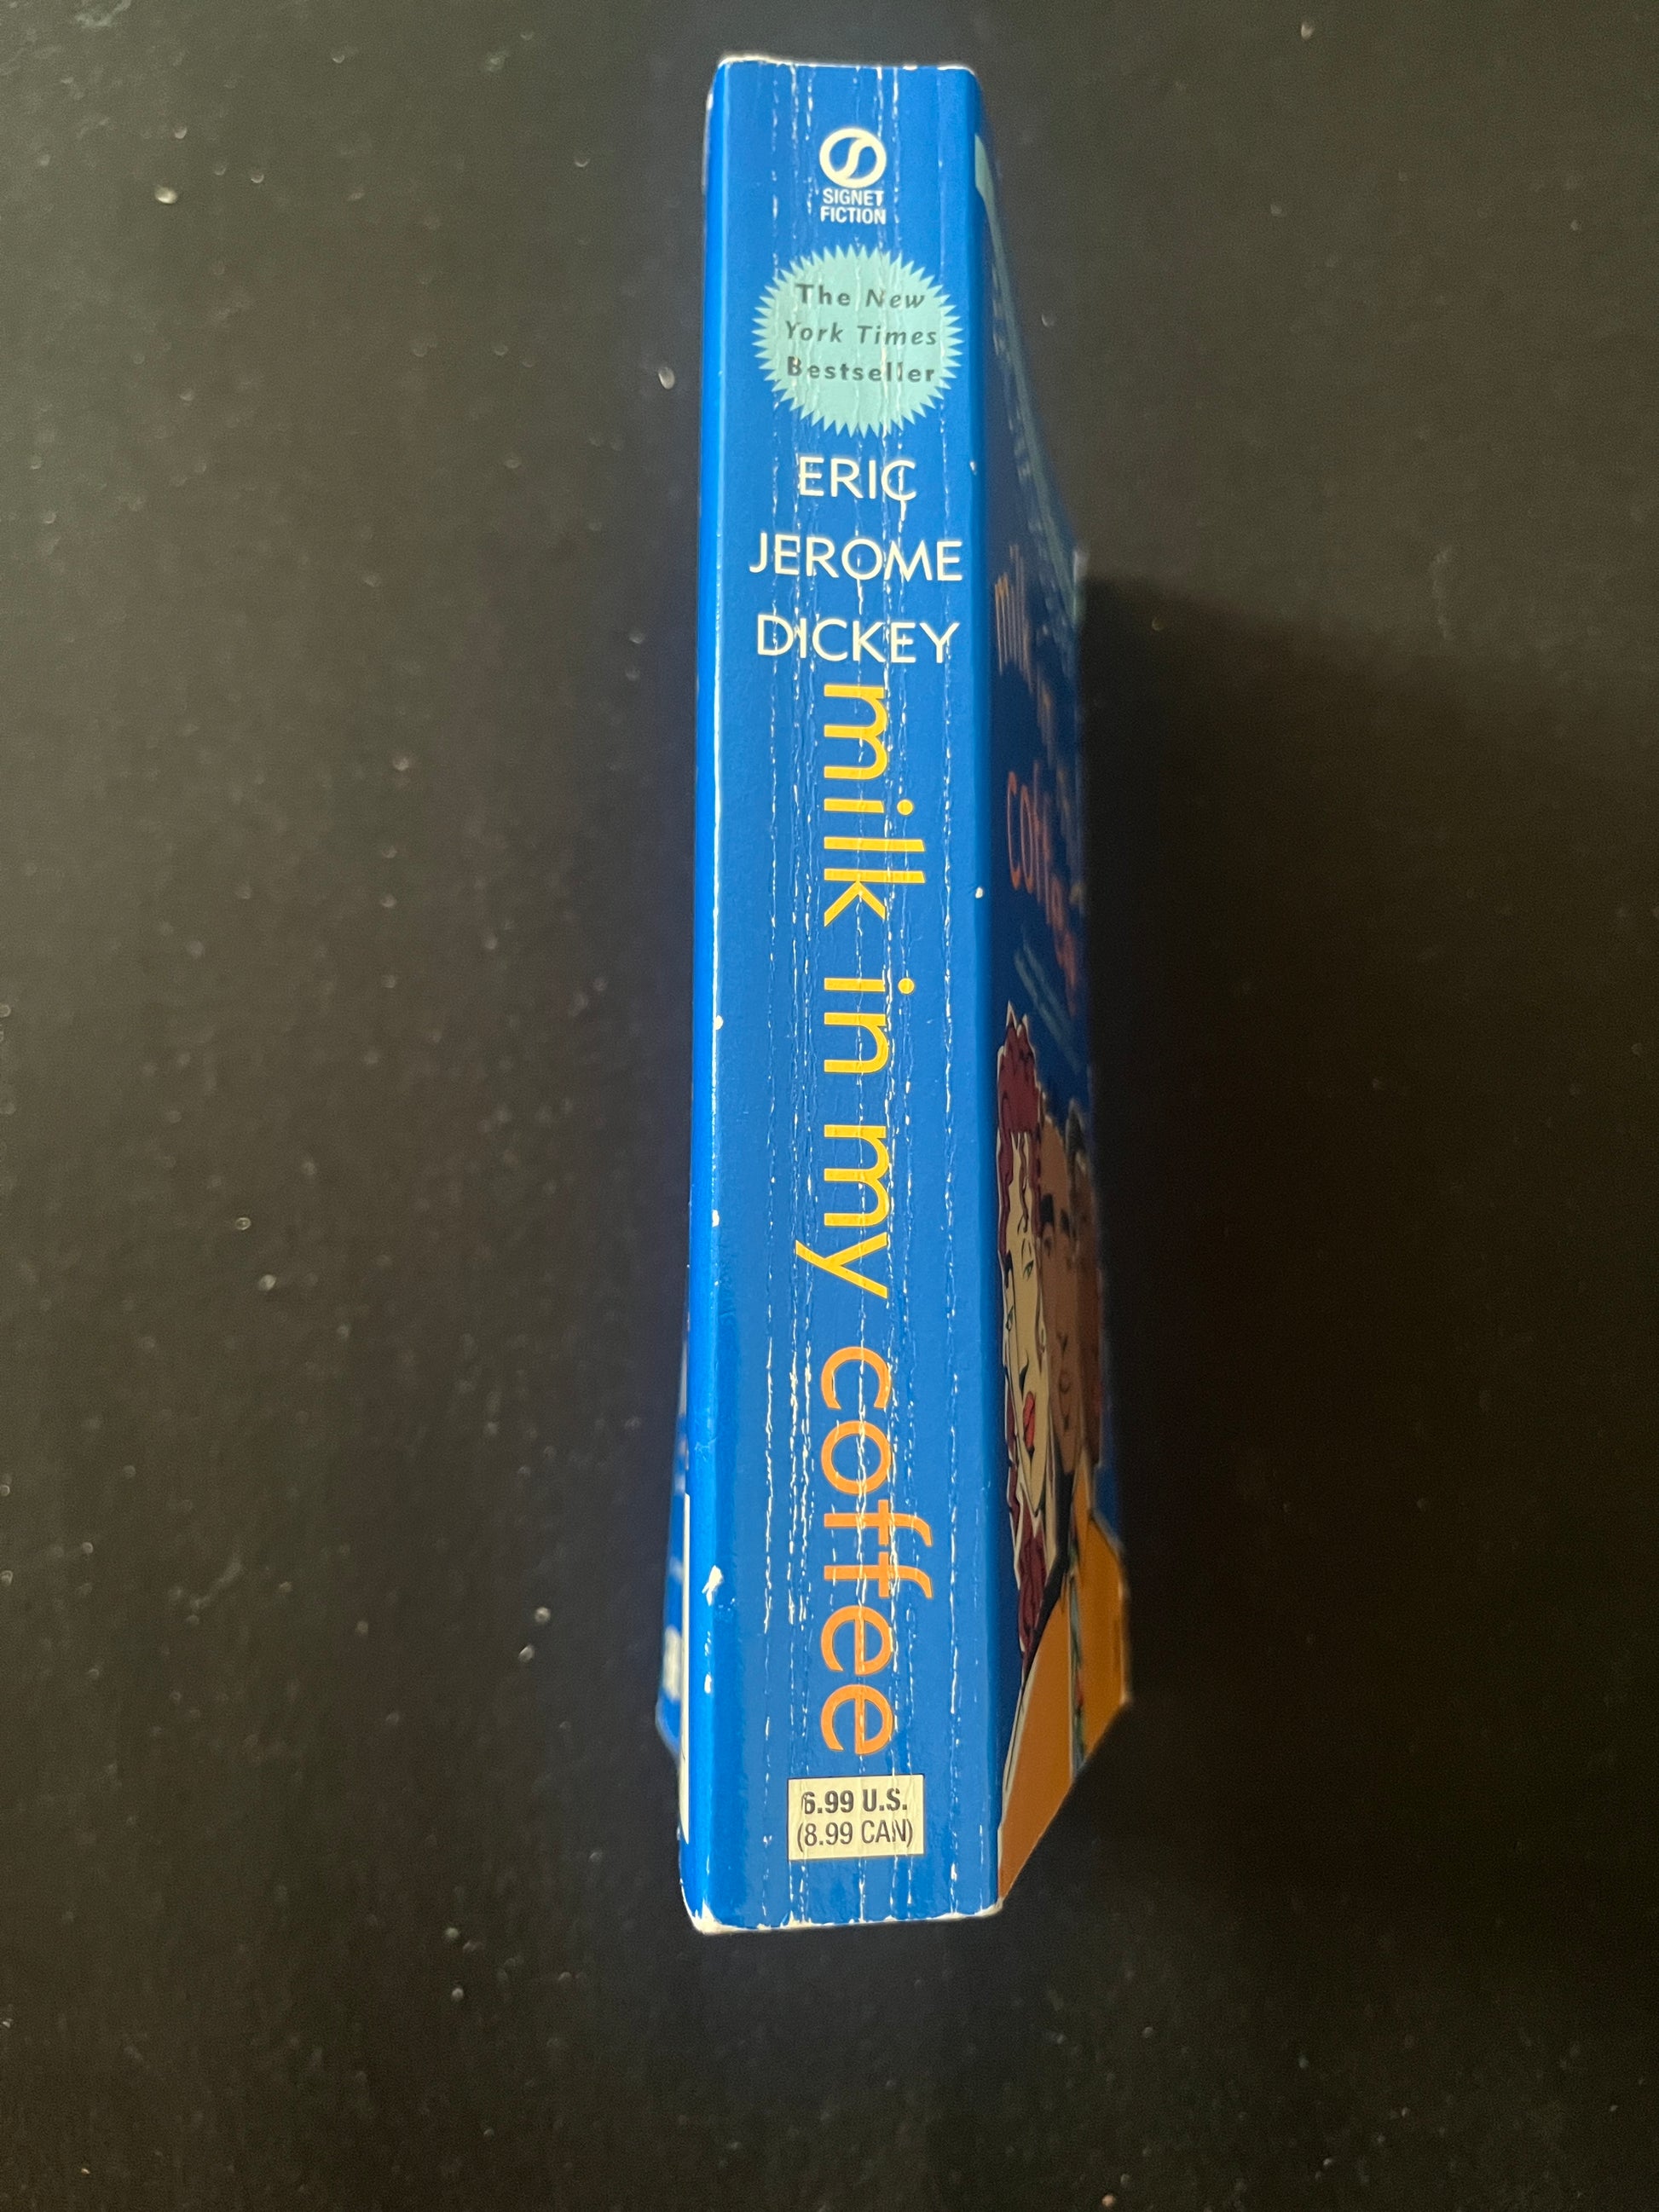 SIGNET
FICTION
The New
York Times
Bestseller
ERIC
JEROME
DICKEY
milk in my coffee
6.99 U.S.
(8.99 CAN)
milk